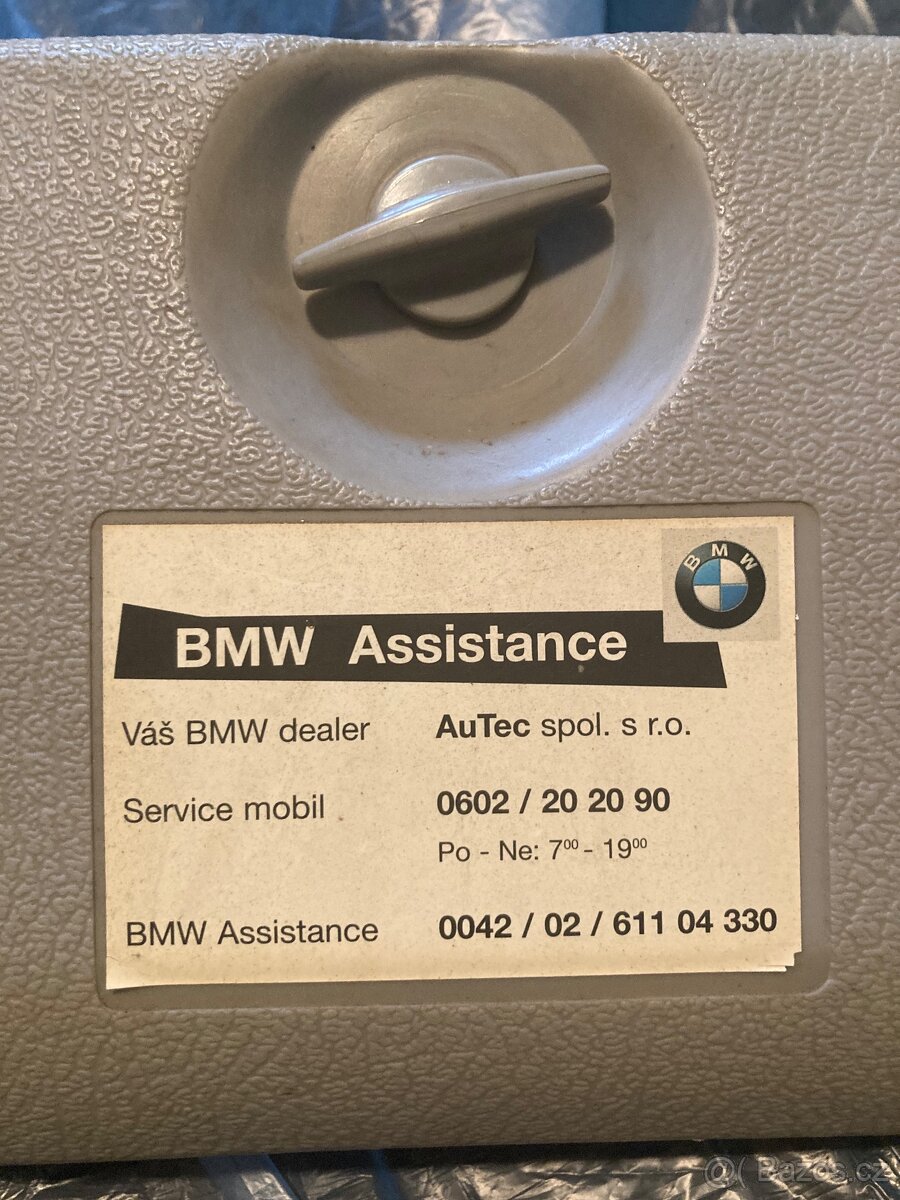 BMW
BMW Assistance
Váš BMW dealer AuTec spol. s r.o.
Service mobil 0602 / 20 20 90
Po - Ne: 7⁰⁰ - 19⁰⁰
BMW Assistance 0042 / 02 / 611 04 330
@( Bazos.cz